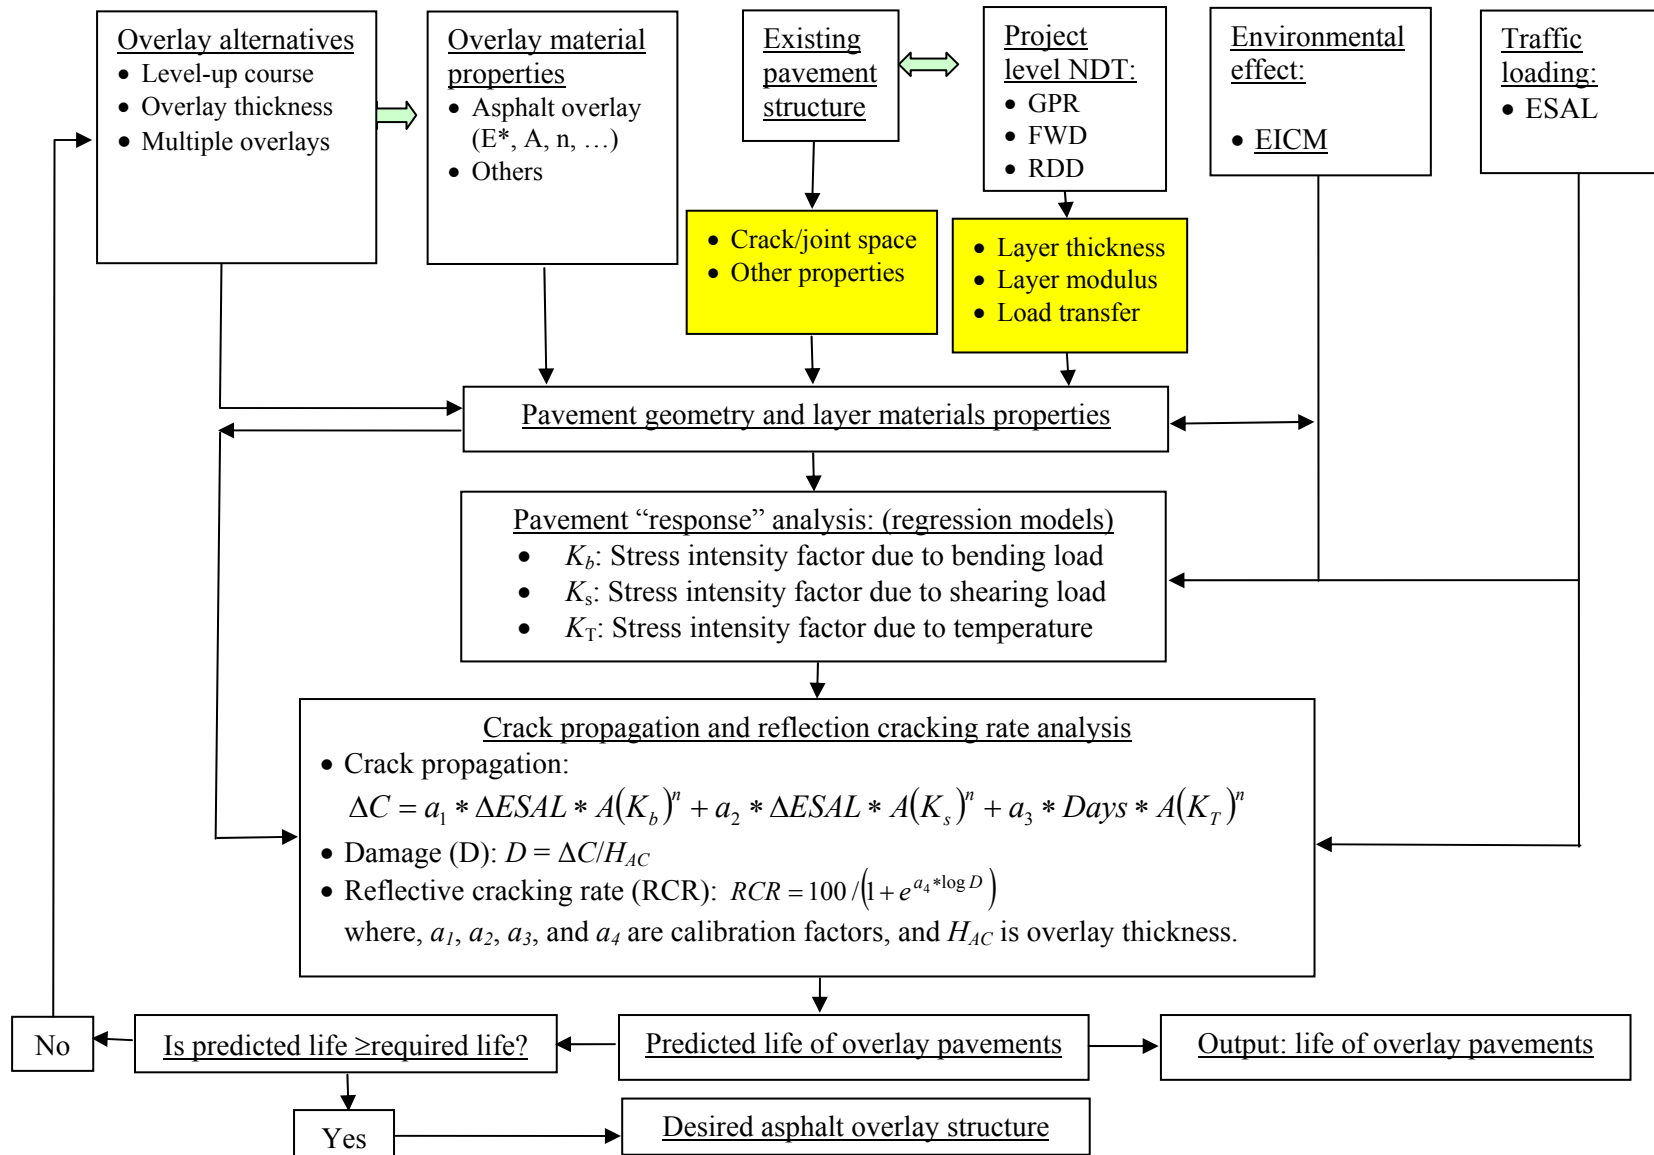 Overlay alternatives
• Level-up course
• Overlay thickness
• Multiple overlays
Overlay material
properties
• Asphalt overlay
(E*, A, n, …)
• Others
Existing
pavement
structure
Project
level NDT:
• GPR
• FWD
• RDD
Environmental
effect:
• EICM
Traffic
loading:
• ESAL
• Crack/joint space
• Other properties
• Layer thickness
• Layer modulus
• Load transfer
Pavement geometry and layer materials properties
Pavement “response” analysis: (regression models)
• K_b: Stress intensity factor due to bending load
• K_s: Stress intensity factor due to shearing load
• K_T: Stress intensity factor due to temperature
Crack propagation and reflection cracking rate analysis
• Crack propagation:
ΔC = a_1 * ΔESAL * A(K_b)^n + a_2 * ΔESAL * A(K_s)^n + a_3 * Days * A(K_T)^n
• Damage (D): D = ΔC/H_AC
• Reflective cracking rate (RCR): RCR = 100 / (1 + e^{a_4*log D})
where, a_1, a_2, a_3, and a_4 are calibration factors, and H_AC is overlay thickness.
No
Is predicted life ≥required life?
Predicted life of overlay pavements
Output: life of overlay pavements
Yes
Desired asphalt overlay structure